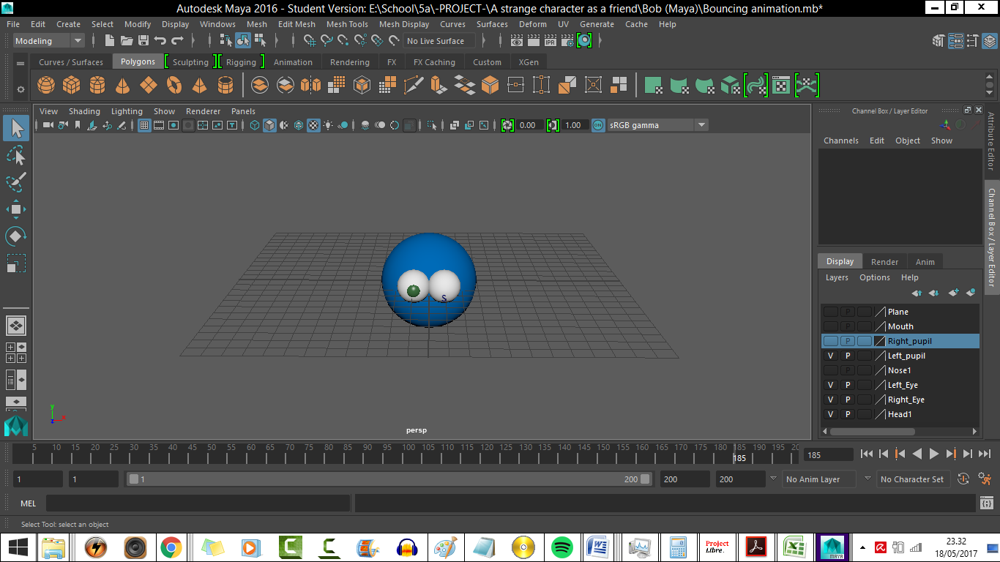 Autodesk Maya 2016 - Student Version: E:\School\5a\-PROJECT-\A strange character as a friend\Bob (Maya)\Bouncing animation.mb*
File Edit Create Select Modify Display Windows Mesh Edit Mesh Mesh Tools Mesh Display Curves Surfaces Deform UV Generate Cache Help
Modeling No Live Surface IPR
Curves / Surfaces Polygons Sculpting Rigging Animation Rendering FX FX Caching Custom XGen
View Shading Lighting Show Renderer Panels
0.00 1.00 ON sRGB gamma
Channel Box / Layer Editor
Channels Edit Object Show
Attribute Editor
Channel Box / Layer Editor
S
persp
y
x
z
Display Render Anim
Layers Options Help
P Plane
P Mouth
P Right_pupil
V P Left_pupil
P Nose1
V P Left_Eye
V P Right_Eye
V P Head1
5 10 15 20 25 30 35 40 45 50 55 60 65 70 75 80 85 90 95 100 105 110 115 120 125 130 135 140 145 150 155 160 165 170 175 180 185 190 195 20
185
185
1 1 1 200 200 200 No Anim Layer No Character Set
MEL
Select Tool: select an object
Project Libre. MAYA
23.32
18/05/2017